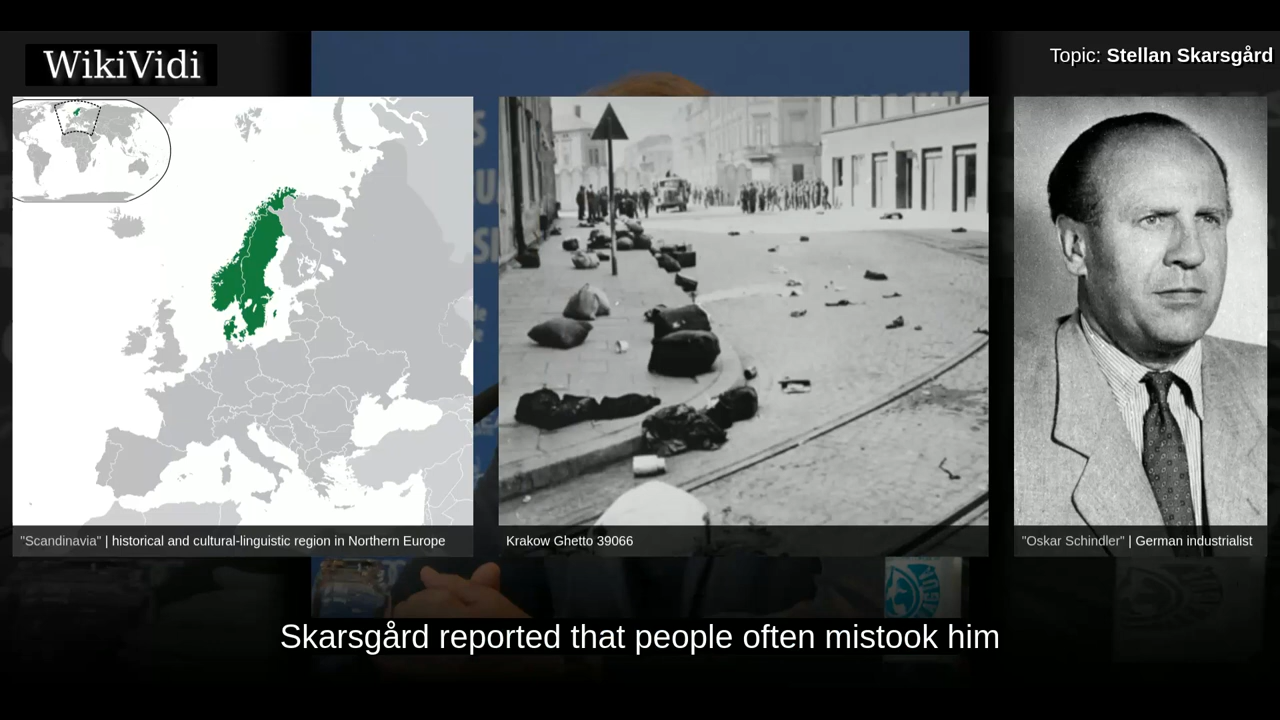 WikiVidi
Topic: Stellan Skarsgård
"Scandinavia" | historical and cultural-linguistic region in Northern Europe
Krakow Ghetto 39066
"Oskar Schindler" | German industrialist
Skarsgård reported that people often mistook him